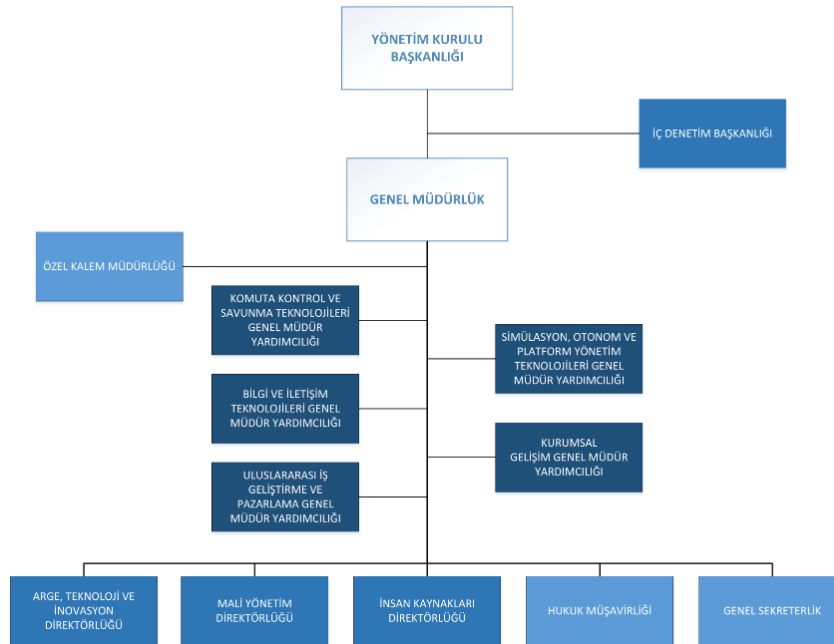 YÖNETİM KURULU
BAŞKANLIĞI
İÇ DENETİM BAŞKANLIĞI
GENEL MÜDÜRLÜK
ÖZEL KALEM MÜDÜRLÜĞÜ
KOMUTA KONTROL VE
SAVUNMA TEKNOLOJİLERİ
GENEL MÜDÜR
YARDIMCILIĞI
SİMÜLASYON, OTONOM VE
PLATFORM YÖNETİM
TEKNOLOJİLERİ GENEL
MÜDÜR YARDIMCILIĞI
BİLGİ VE İLETİŞİM
TEKNOLOJİLERİ GENEL
MÜDÜR YARDIMCILIĞI
KURUMSAL
GELİŞİM GENEL MÜDÜR
YARDIMCILIĞI
ULUSLARARASI İŞ
GELİŞTİRME VE
PAZARLAMA GENEL
MÜDÜR YARDIMCILIĞI
ARGE, TEKNOLOJİ VE
İNOVASYON
DİREKTÖRLÜĞÜ
MALİ YÖNETİM
DİREKTÖRLÜĞÜ
İNSAN KAYNAKLARI
DİREKTÖRLÜĞÜ
HUKUK MÜŞAVİRLİĞİ
GENEL SEKRETERLİK